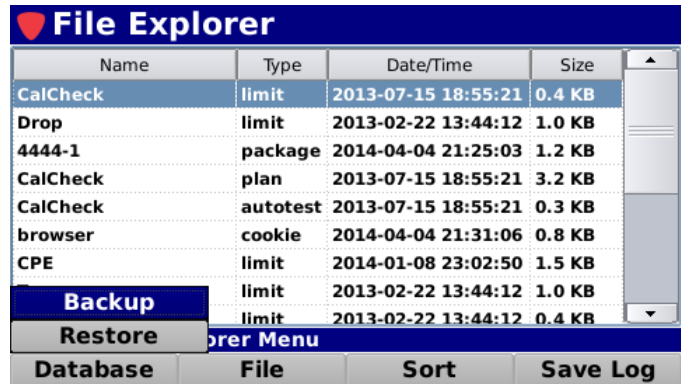 File Explorer
Name Type Date/Time Size
CalCheck limit 2013-07-15 18:55:21 0.4 KB
Drop limit 2013-02-22 13:44:12 1.0 KB
4444-1 package 2014-04-04 21:25:03 1.2 KB
CalCheck plan 2013-07-15 18:55:21 3.2 KB
CalCheck autotest 2013-07-15 18:55:21 0.3 KB
browser cookie 2014-04-04 21:31:06 0.8 KB
CPE limit 2014-01-08 23:02:50 1.5 KB
Backup limit 2013-02-22 13:44:12 1.0 KB
limit 2013-02-22 13:44:12 0.4 KB
Restore orer Menu
Database File Sort Save Log